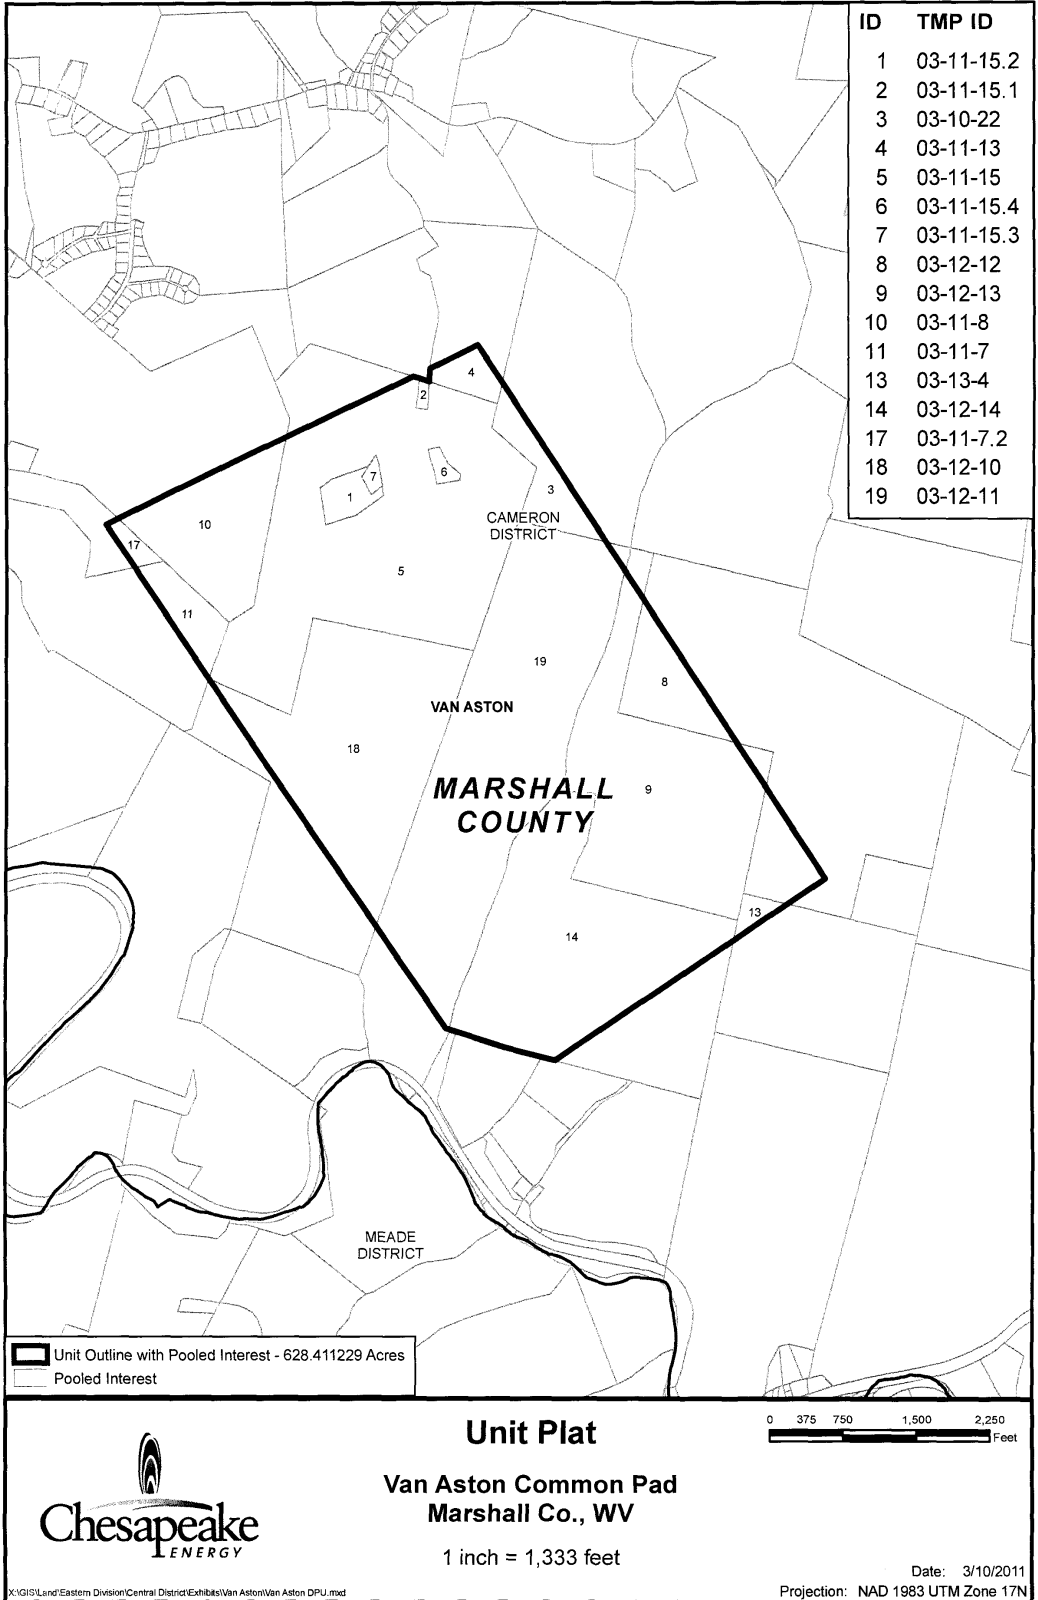 ID TMP ID
1 03-11-15.2
2 03-11-15.1
3 03-10-22
4 03-11-13
5 03-11-15
6 03-11-15.4
7 03-11-15.3
8 03-12-12
9 03-12-13
10 03-11-8
11 03-11-7
13 03-13-4
14 03-12-14
17 03-11-7.2
18 03-12-10
19 03-12-11
4
2
6
7
1
3
10
CAMERON
DISTRICT
17
5
11
19
8
VAN ASTON
18
MARSHALL
COUNTY
9
13
14
MEADE
DISTRICT
Unit Outline with Pooled Interest - 628.411229 Acres
Pooled Interest
Unit Plat
Van Aston Common Pad
Marshall Co., WV
1 inch = 1,333 feet
Chesapeake
ENERGY
0 375 750 1,500 2,250
Feet
Date: 3/10/2011
Projection: NAD 1983 UTM Zone 17N
X:\GIS\Land\Eastern Division\Central District\Exhibits\Van Aston\Van Aston DPU.mxd